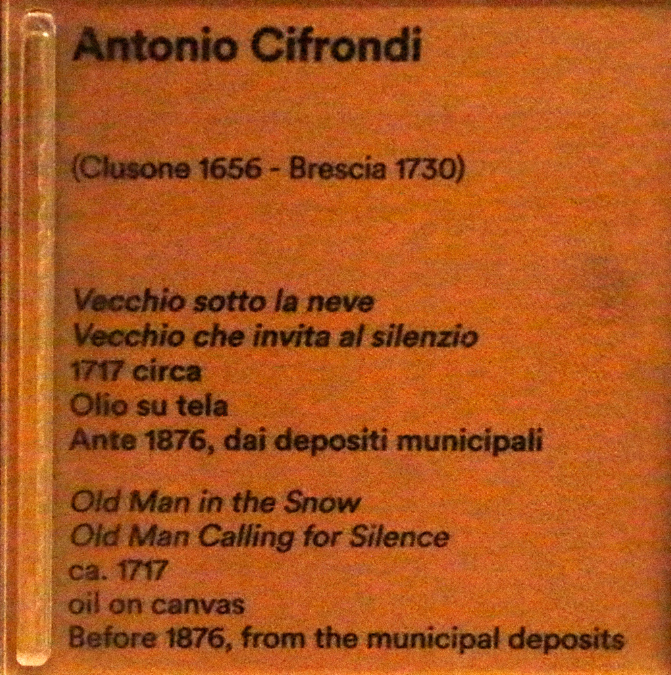 Antonio Cifrondi
(Clusone 1656 - Brescia 1730)
Vecchio sotto la neve
Vecchio che invita al silenzio
1717 circa
Olio su tela
Ante 1876, dai depositi municipali
Old Man in the Snow
Old Man Calling for Silence
ca. 1717
oil on canvas
Before 1876, from the municipal deposits